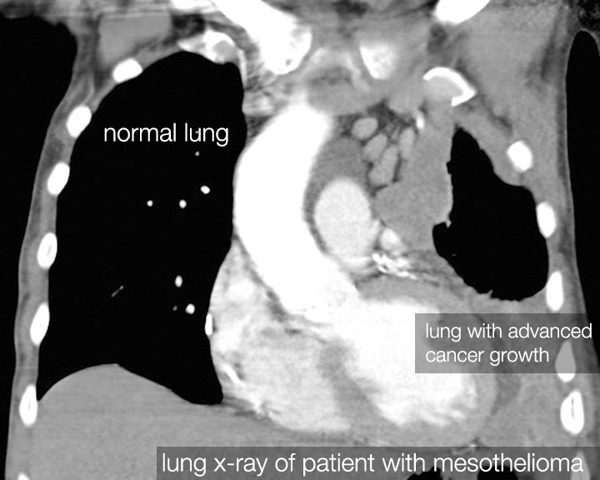 normal lung
lung with advanced
cancer growth
lung x-ray of patient with mesothelioma